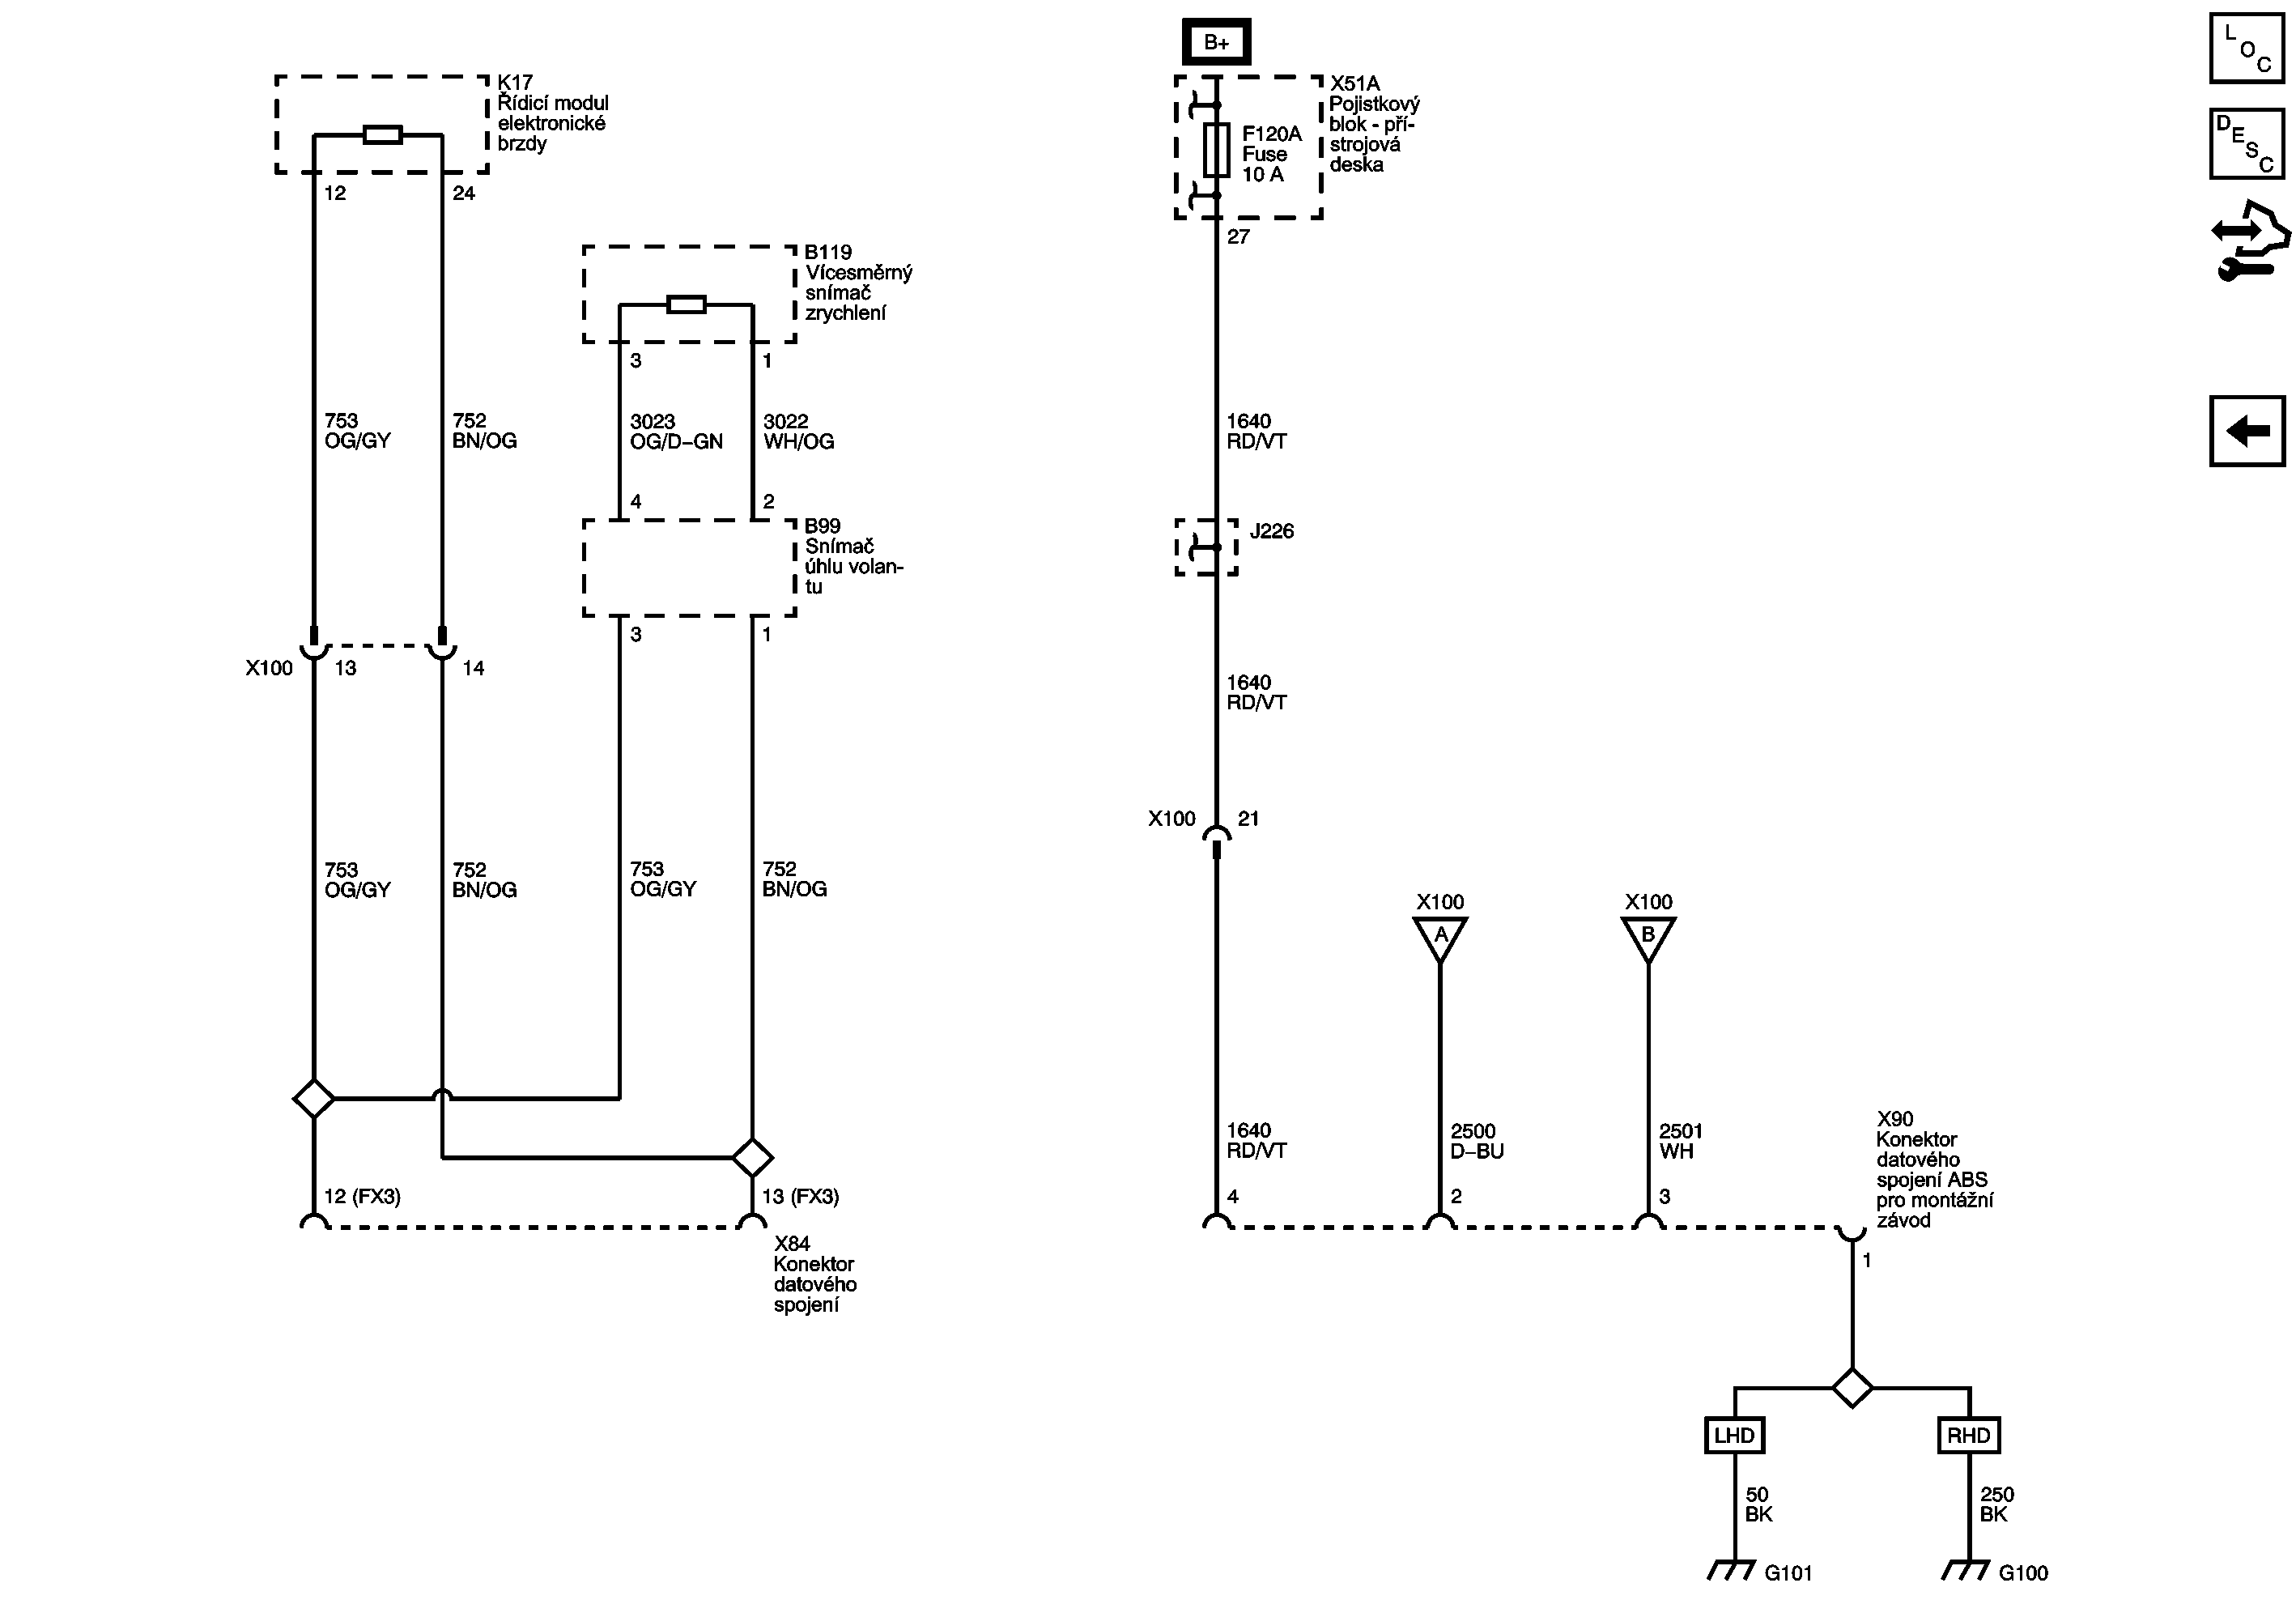 B+
K17
Řídicí modul
elektronické
brzdy
12
24
X51A
Pojistkový
blok - pří-
strojová
deska
F120A
Fuse
10 A
27
L
O
C
D
E
S
C
B119
Vícesměrný
snímač
zrychlení
3
1
753
OG/GY
752
BN/OG
3023
OG/D–GN
3022
WH/OG
1640
RD/VT
4
2
B99
Snímač
úhlu volan-
tu
J226
3
1
X100
13
14
1640
RD/VT
X100
21
753
OG/GY
752
BN/OG
753
OG/GY
752
BN/OG
X100
A
X100
B
1640
RD/VT
2500
D–BU
2501
WH
X90
Konektor
datového
spojení ABS
pro montážní
závod
12 (FX3)
13 (FX3)
4
2
3
X84
Konektor
datového
spojení
1
LHD
RHD
50
BK
250
BK
G101
G100